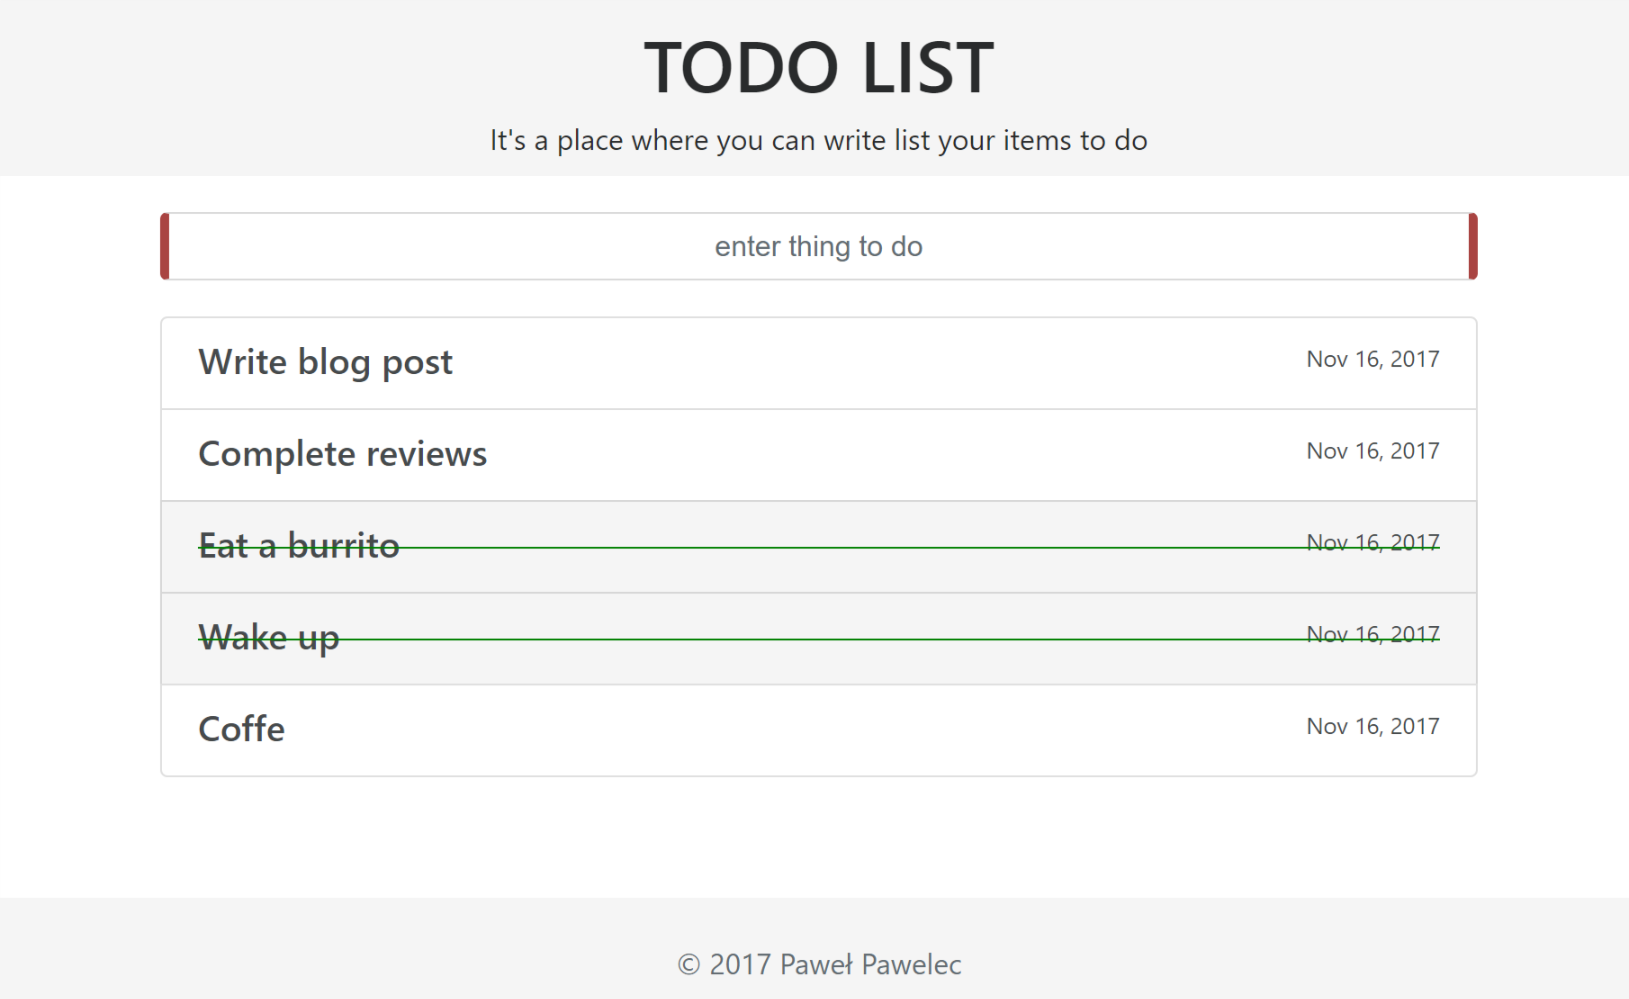 TODO LIST
It's a place where you can write list your items to do
enter thing to do
Write blog post Nov 16, 2017
Complete reviews Nov 16, 2017
Eat a burrito Nov 16, 2017
Wake up Nov 16, 2017
Coffe Nov 16, 2017
© 2017 Paweł Pawelec